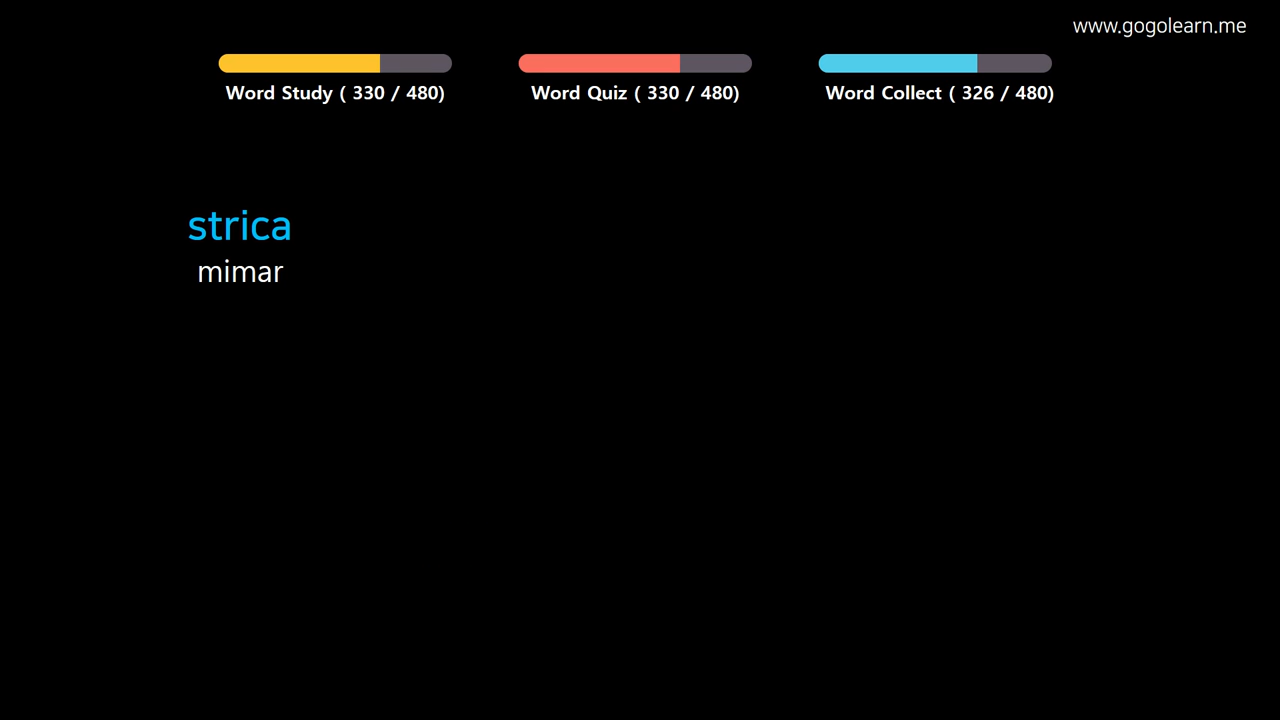 www.gogolearn.me
Word Study ( 330 / 480)
Word Quiz ( 330 / 480)
Word Collect ( 326 / 480)
strica
mimar